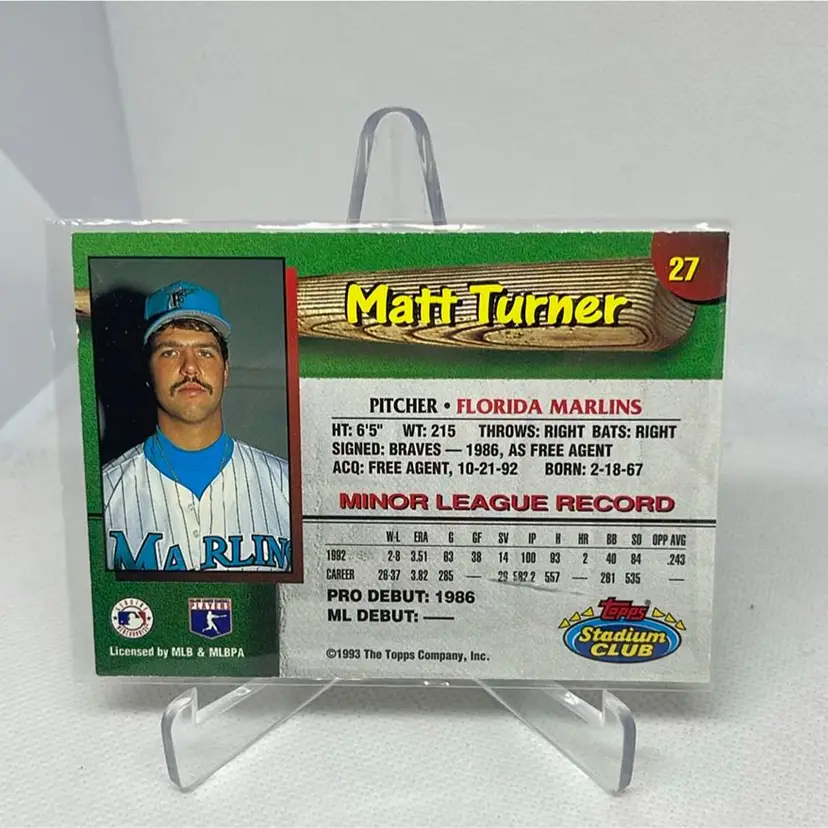 27
Matt Turner
PITCHER • FLORIDA MARLINS
HT: 6'5" WT: 215 THROWS: RIGHT BATS: RIGHT
SIGNED: BRAVES — 1986, AS FREE AGENT
ACQ: FREE AGENT, 10-21-92 BORN: 2-18-67
MINOR LEAGUE RECORD
W-L ERA G GF SV IP H HR BB SO OPP AVG
1992 2-8 3.51 63 38 14 100 93 2 40 84 .243
CAREER 26-37 3.82 285 — 582.2 557 — 261 535 —
PRO DEBUT: 1986
ML DEBUT: —
MARLIN
PLAYERS
Licensed by MLB & MLBPA
©1993 The Topps Company, Inc.
Topps
Stadium
CLUB